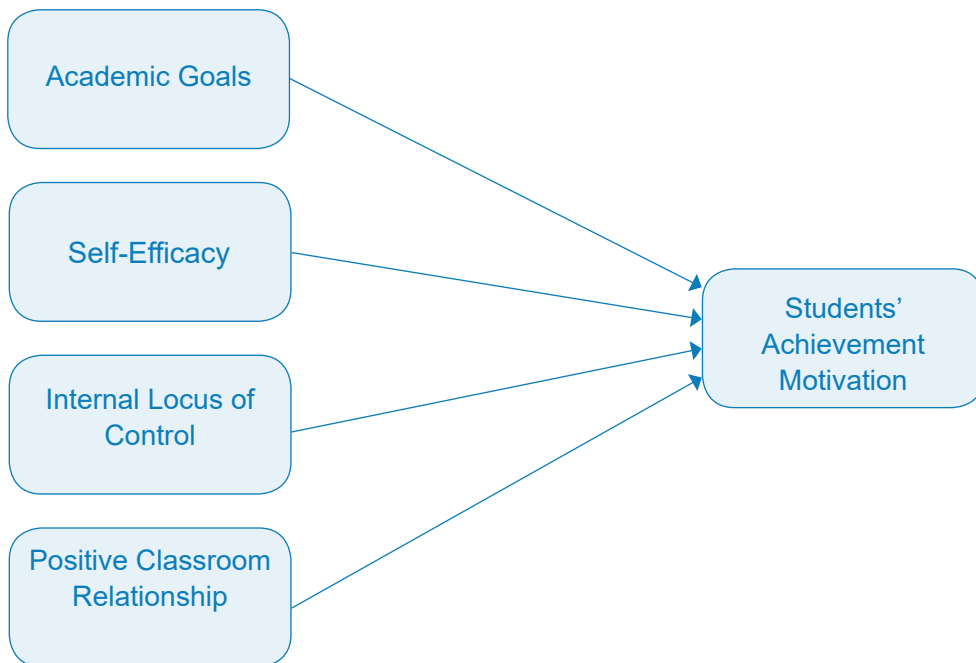 Academic Goals
Self-Efficacy
Internal Locus of
Control
Positive Classroom
Relationship
Students’
Achievement
Motivation